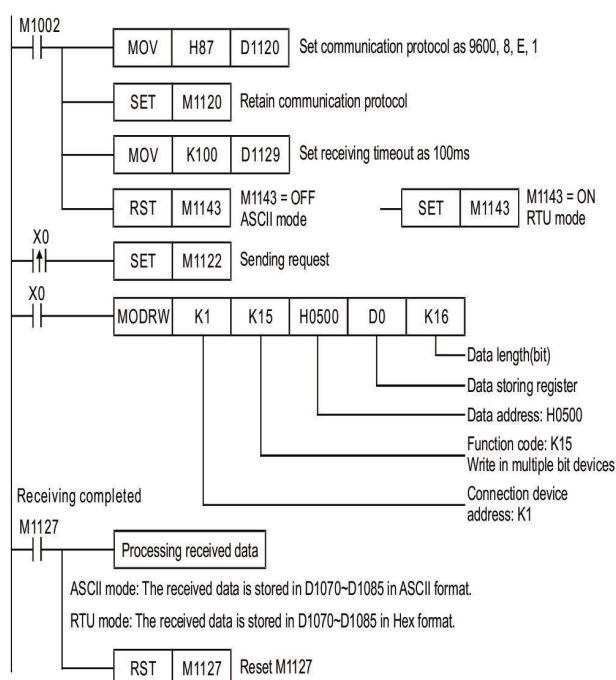 M1002
MOV H87 D1120 Set communication protocol as 9600, 8, E, 1
SET M1120 Retain communication protocol
MOV K100 D1129 Set receiving timeout as 100ms
RST M1143 M1143 = OFF
ASCII mode
SET M1143 M1143 = ON
RTU mode
X0
SET M1122 Sending request
X0
MODRW K1 K15 H0500 D0 K16
Data length(bit)
Data storing register
Data address: H0500
Function code: K15
Write in multiple bit devices
Connection device
address: K1
Receiving completed
M1127
Processing received data
ASCII mode: The received data is stored in D1070~D1085 in ASCII format.
RTU mode: The received data is stored in D1070~D1085 in Hex format.
RST M1127 Reset M1127